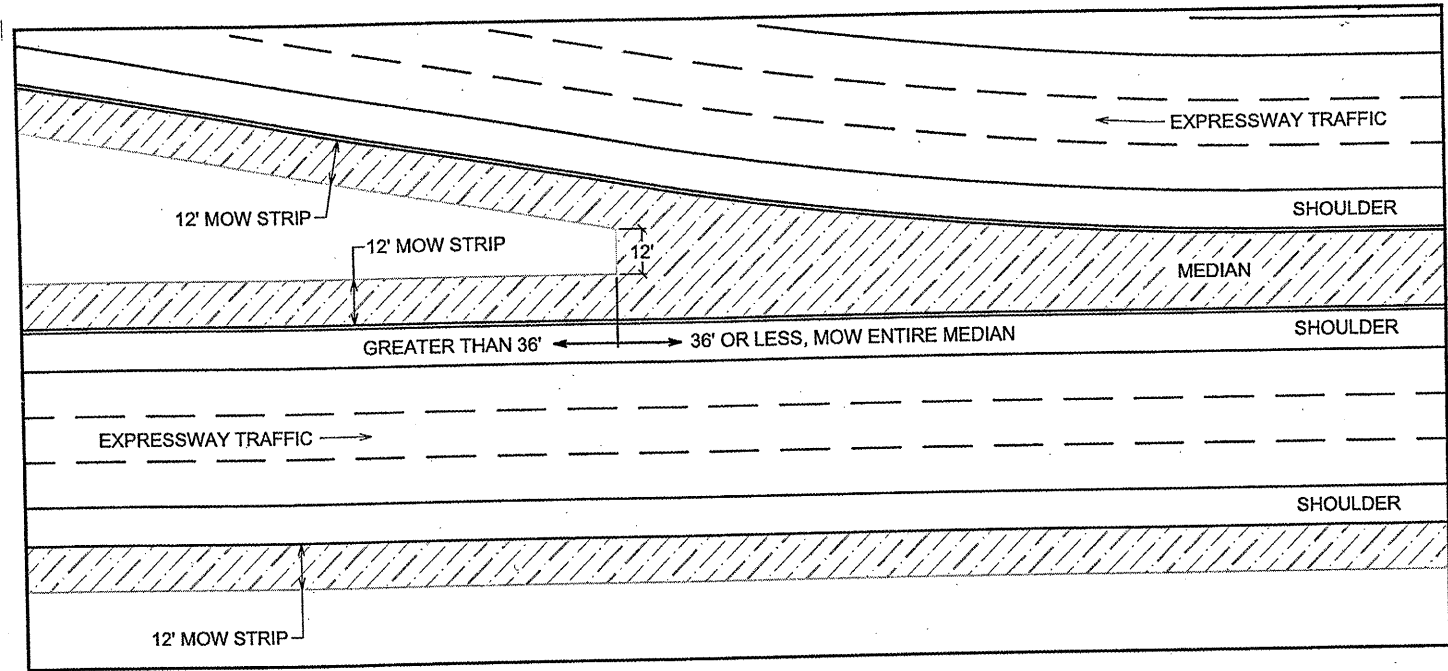 EXPRESSWAY TRAFFIC
SHOULDER
12' MOW STRIP
12' MOW STRIP
12'
MEDIAN
SHOULDER
GREATER THAN 36'
36' OR LESS, MOW ENTIRE MEDIAN
EXPRESSWAY TRAFFIC
SHOULDER
12' MOW STRIP